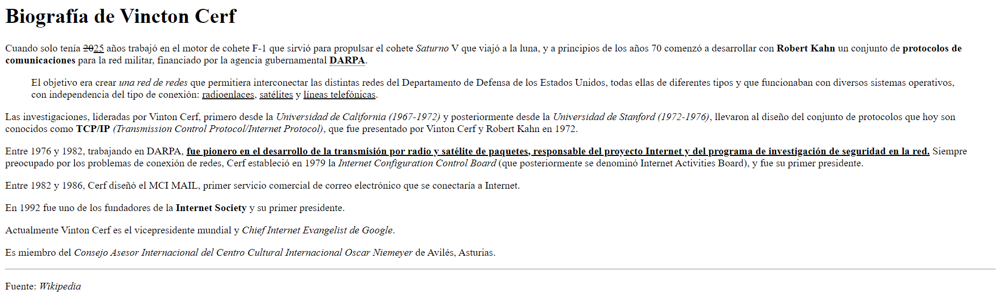 Biografía de Vincton Cerf
Cuando solo tenía 2025 años trabajó en el motor de cohete F-1 que sirvió para propulsar el cohete Saturno V que viajó a la luna, y a principios de los años 70 comenzó a desarrollar con Robert Kahn un conjunto de protocolos de
comunicaciones para la red militar, financiado por la agencia gubernamental DARPA.
El objetivo era crear una red de redes que permitiera interconectar las distintas redes del Departamento de Defensa de los Estados Unidos, todas ellas de diferentes tipos y que funcionaban con diversos sistemas operativos,
con independencia del tipo de conexión: radioenlaces, satélites y líneas telefónicas.
Las investigaciones, lideradas por Vinton Cerf, primero desde la Universidad de California (1967-1972) y posteriormente desde la Universidad de Stanford (1972-1976), llevaron al diseño del conjunto de protocolos que hoy son
conocidos como TCP/IP (Transmission Control Protocol/Internet Protocol), que fue presentado por Vinton Cerf y Robert Kahn en 1972.
Entre 1976 y 1982, trabajando en DARPA, fue pionero en el desarrollo de la transmisión por radio y satélite de paquetes, responsable del proyecto Internet y del programa de investigación de seguridad en la red. Siempre
preocupado por los problemas de conexión de redes, Cerf estableció en 1979 la Internet Configuration Control Board (que posteriormente se denominó Internet Activities Board), y fue su primer presidente.
Entre 1982 y 1986, Cerf diseñó el MCI MAIL, primer servicio comercial de correo electrónico que se conectaría a Internet.
En 1992 fue uno de los fundadores de la Internet Society y su primer presidente.
Actualmente Vinton Cerf es el vicepresidente mundial y Chief Internet Evangelist de Google.
Es miembro del Consejo Asesor Internacional del Centro Cultural Internacional Oscar Niemeyer de Avilés, Asturias.
Fuente: Wikipedia